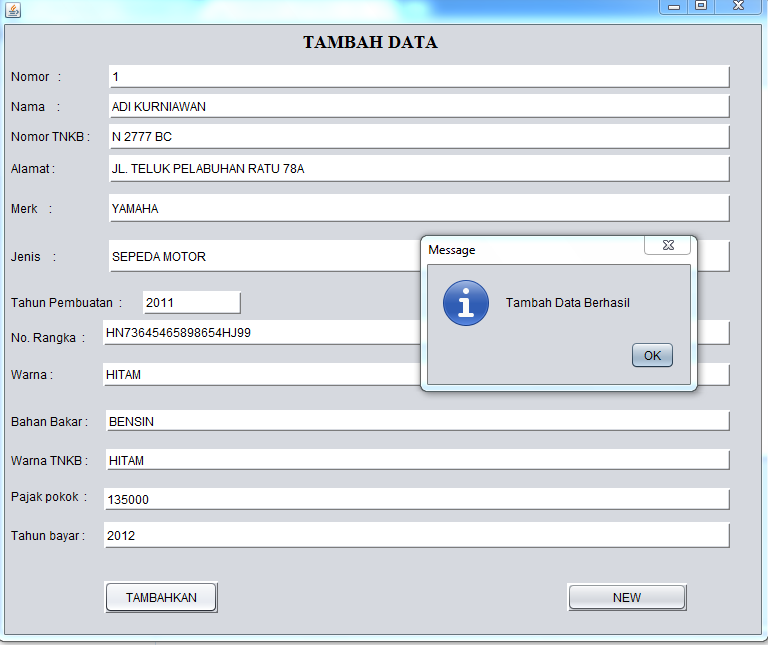 TAMBAH DATA
Nomor : 1
Nama : ADI KURNIAWAN
Nomor TNKB : N 2777 BC
Alamat : JL. TELUK PELABUHAN RATU 78A
Merk : YAMAHA
Jenis : SEPEDA MOTOR
Message
Tambah Data Berhasil
OK
Tahun Pembuatan : 2011
No. Rangka : HN73645465898654HJ99
Warna : HITAM
Bahan Bakar : BENSIN
Warna TNKB : HITAM
Pajak pokok : 135000
Tahun bayar : 2012
TAMBAHKAN NEW